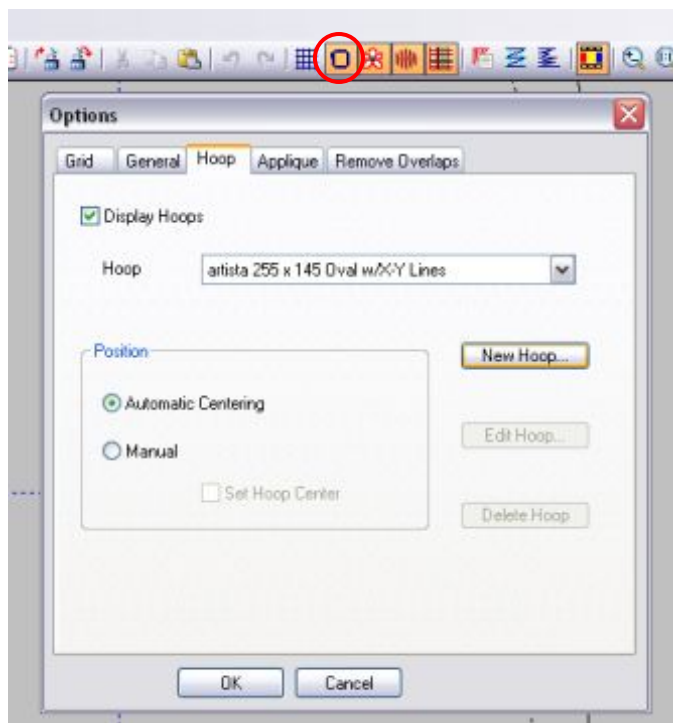 Options
Grid General Hoop Applique Remove Overlaps
Display Hoops
Hoop artista 255 x 145 Oval w/X-Y Lines
Position
New Hoop...
Automatic Centering
Edit Hoop...
Manual
Set Hoop Center
Delete Hoop
OK Cancel